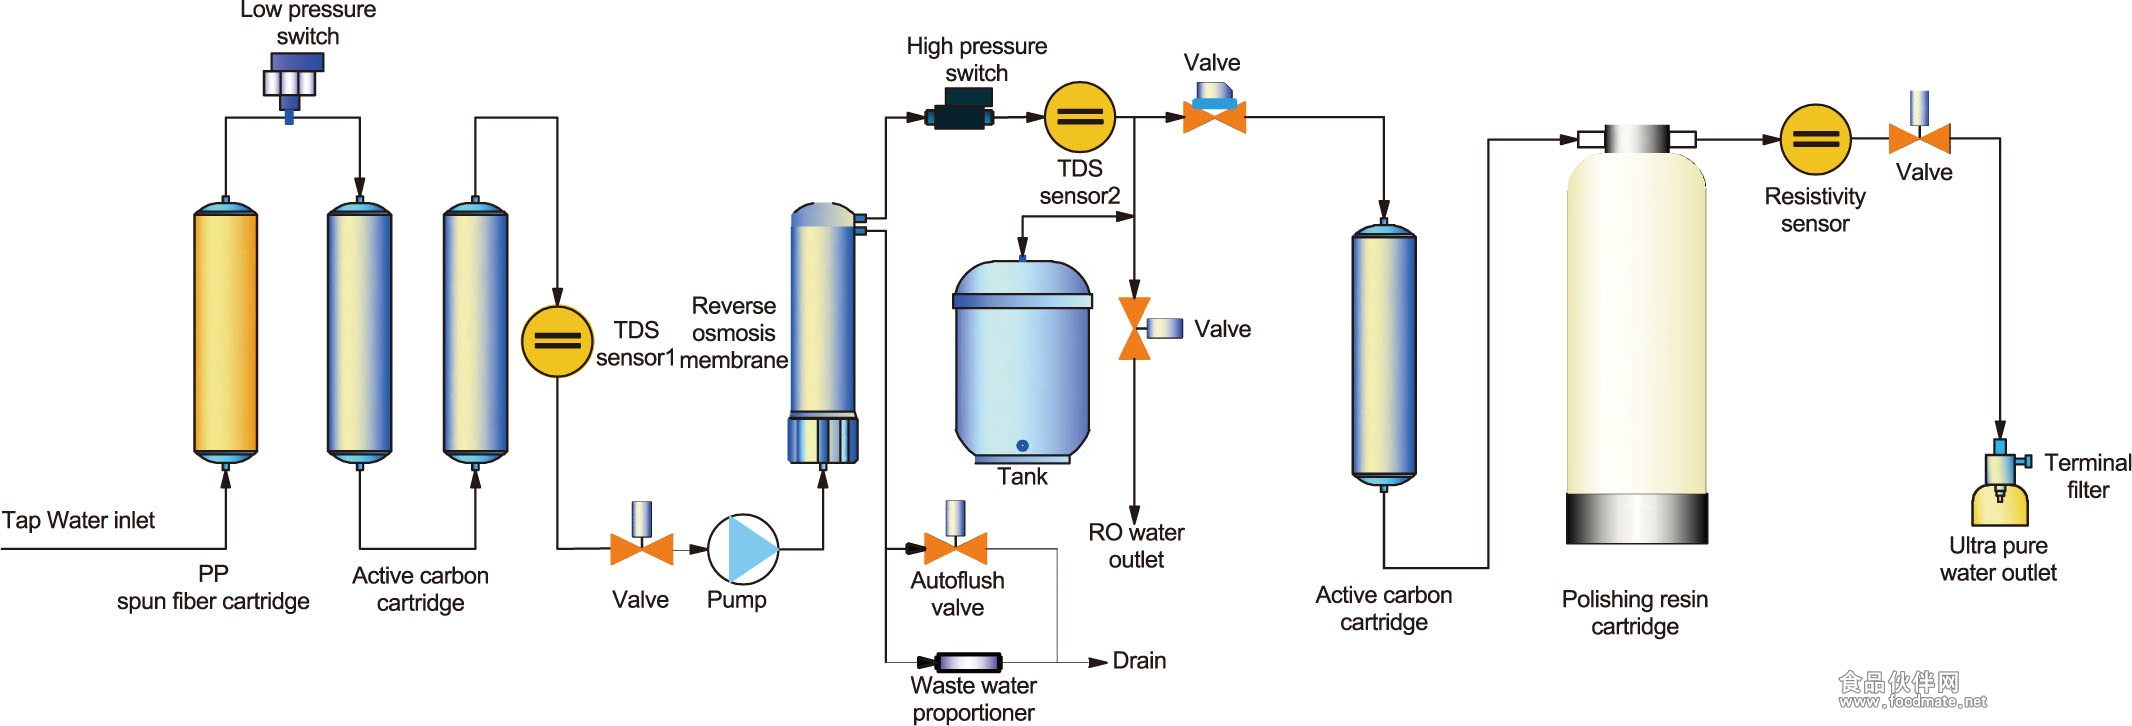 Low pressure
switch
High pressure
switch
Valve
TDS
sensor2
Resistivity
sensor
Valve
Reverse
osmosis
membrane
TDS
sensor1
Valve
Tank
Terminal
filter
Tap Water inlet
RO water
outlet
Ultra pure
water outlet
PP
spun fiber cartridge
Active carbon
cartridge
Valve
Pump
Autoflush
valve
Active carbon
cartridge
Polishing resin
cartridge
Drain
Waste water
proportioner
食品伙伴网
www.foodmate.net